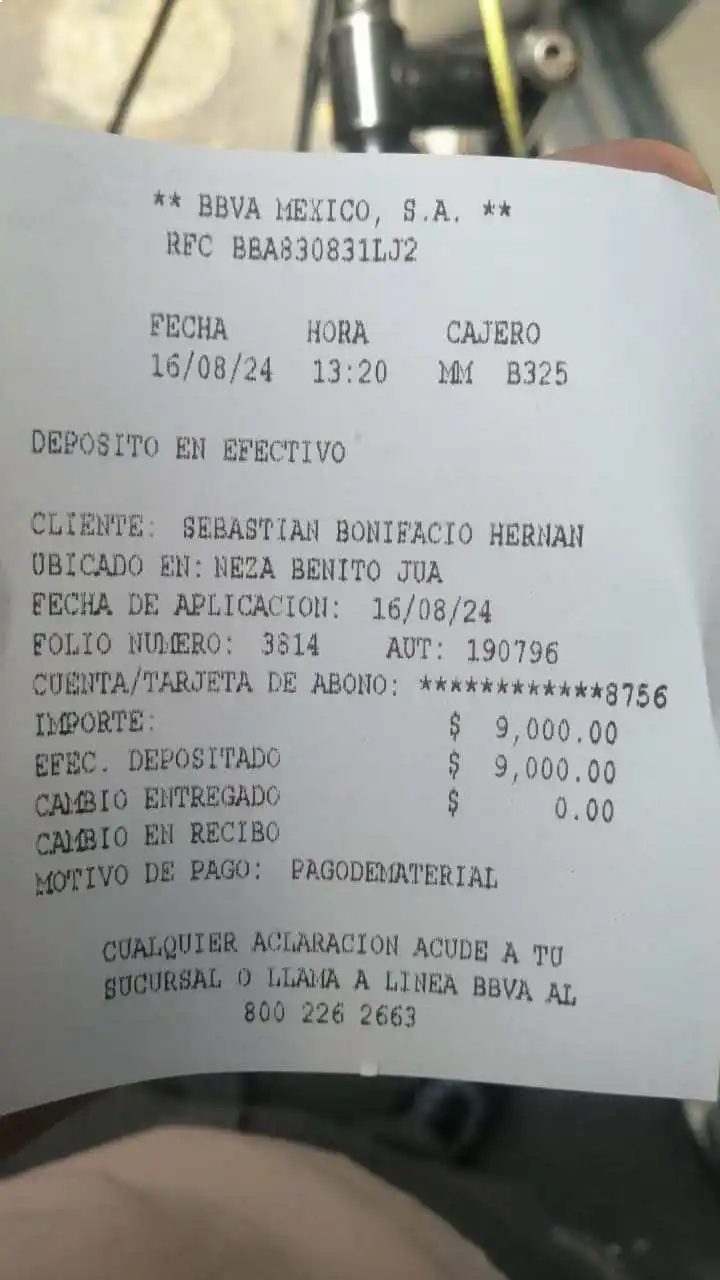 ** BBVA MEXICO, S.A. **
RFC BBA830831LJ2
FECHA HORA CAJERO
16/08/24 13:20 MM B325
DEPOSITO EN EFECTIVO
CLIENTE: SEBASTIAN BONIFACIO HERNAN
UBICADO EN: NEZA BENITO JUA
FECHA DE APLICACION: 16/08/24
FOLIO NUMERO: 3814 AUT: 190796
CUENTA/TARJETA DE ABONO: ************8756
IMPORTE: $ 9,000.00
EFEC. DEPOSITADO $ 9,000.00
CAMBIO ENTREGADO $ 0.00
CAMBIO EN RECIBO
MOTIVO DE PAGO: PAGODEMATERIAL
CUALQUIER ACLARACION ACUDE A TU
SUCURSAL O LLAMA A LINEA BBVA AL
800 226 2663